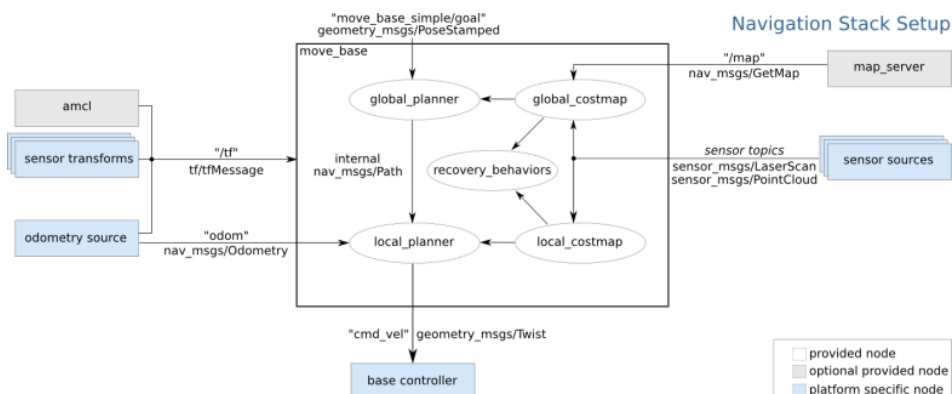 Navigation Stack Setup
"move_base_simple/goal"
geometry_msgs/PoseStamped
move_base
"/map"
nav_msgs/GetMap
map_server
global_planner
global_costmap
amcl
sensor transforms
"/tf"
tf/tfMessage
internal
nav_msgs/Path
recovery_behaviors
sensor topics
sensor_msgs/LaserScan
sensor_msgs/PointCloud
sensor sources
odometry source
"odom"
nav_msgs/Odometry
local_planner
local_costmap
"cmd_vel" geometry_msgs/Twist
base controller
provided node
optional provided node
platform specific node